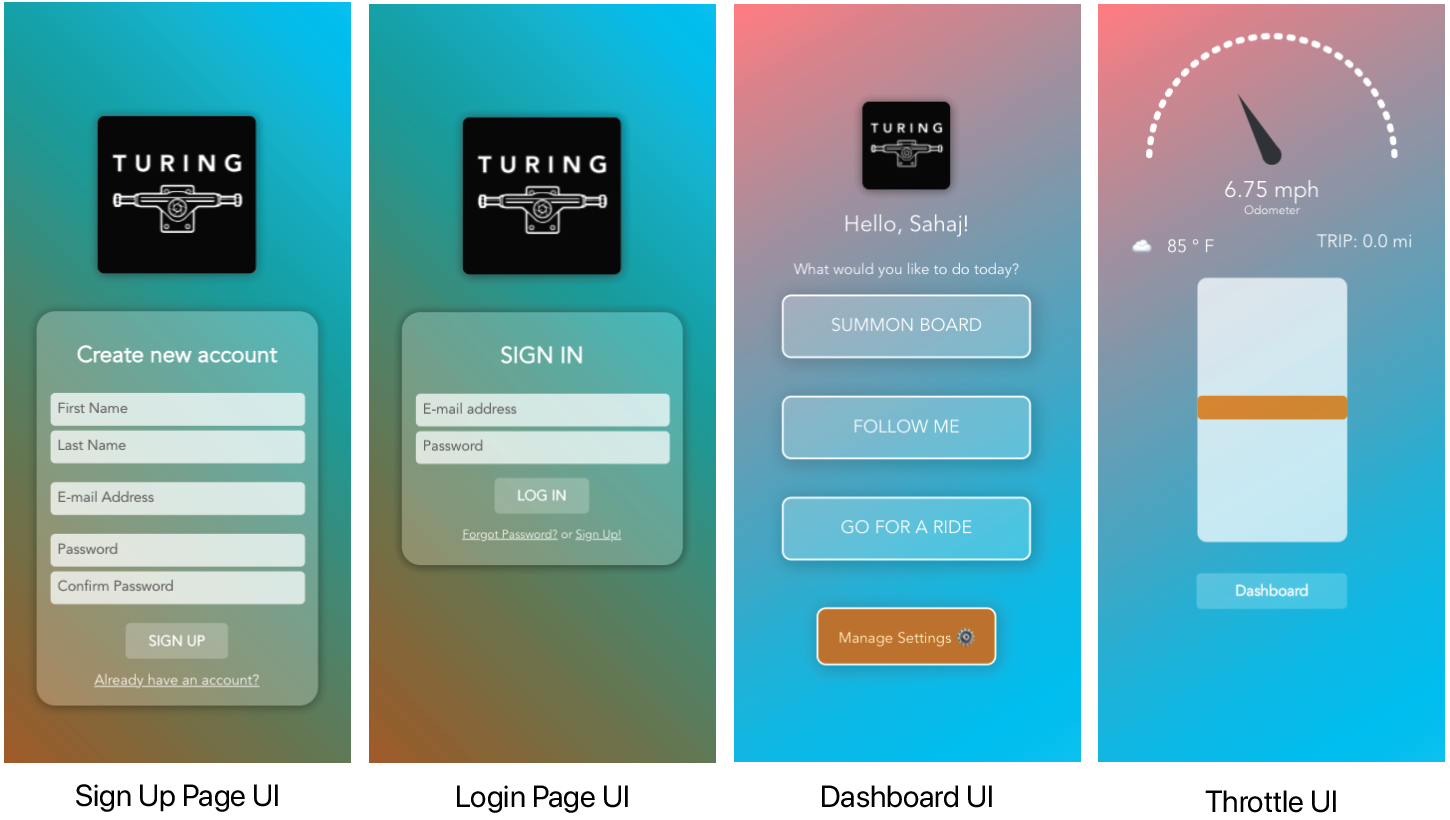 TURING
Create new account
First Name
Last Name
E-mail Address
Password
Confirm Password
SIGN UP
Already have an account?
Sign Up Page UI
TURING
SIGN IN
E-mail address
Password
LOG IN
Forgot Password? or Sign Up!
Login Page UI
TURING
Hello, Sahaj!
What would you like to do today?
SUMMON BOARD
FOLLOW ME
GO FOR A RIDE
Manage Settings
Dashboard UI
6.75 mph
Odometer
85 ° F
TRIP: 0.0 mi
Dashboard
Throttle UI